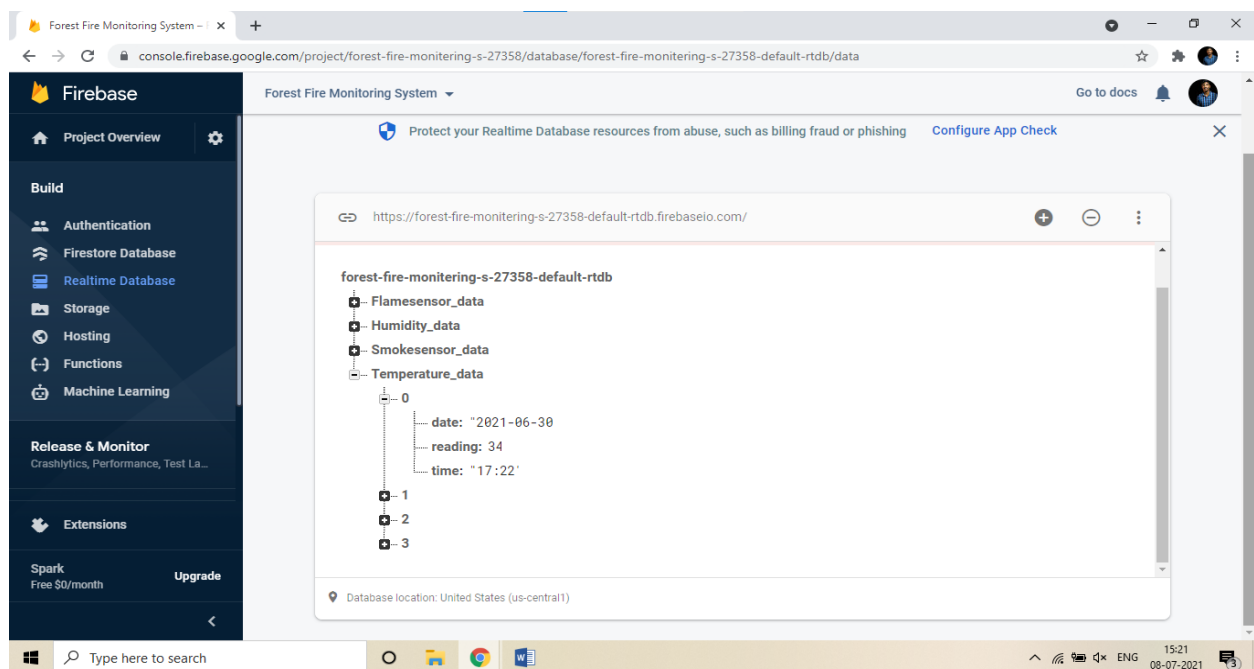 Forest Fire Monitoring System –
console.firebase.google.com/project/forest-fire-monitering-s-27358/database/forest-fire-monitering-s-27358-default-rtdb/data
Firebase
Forest Fire Monitoring System
Go to docs
Project Overview
Protect your Realtime Database resources from abuse, such as billing fraud or phishing
Configure App Check
Build
Authentication
Firestore Database
Realtime Database
Storage
Hosting
Functions
Machine Learning
Release & Monitor
Crashlytics, Performance, Test La...
Extensions
Spark
Free $0/month
Upgrade
https://forest-fire-monitering-s-27358-default-rtdb.firebaseio.com/
forest-fire-monitering-s-27358-default-rtdb
Flamesensor_data
Humidity_data
Smokesensor_data
Temperature_data
0
date: "2021-06-30
reading: 34
time: "17:22'
1
2
3
Database location: United States (us-central1)
Type here to search
W
ENG
15:21
08-07-2021
3